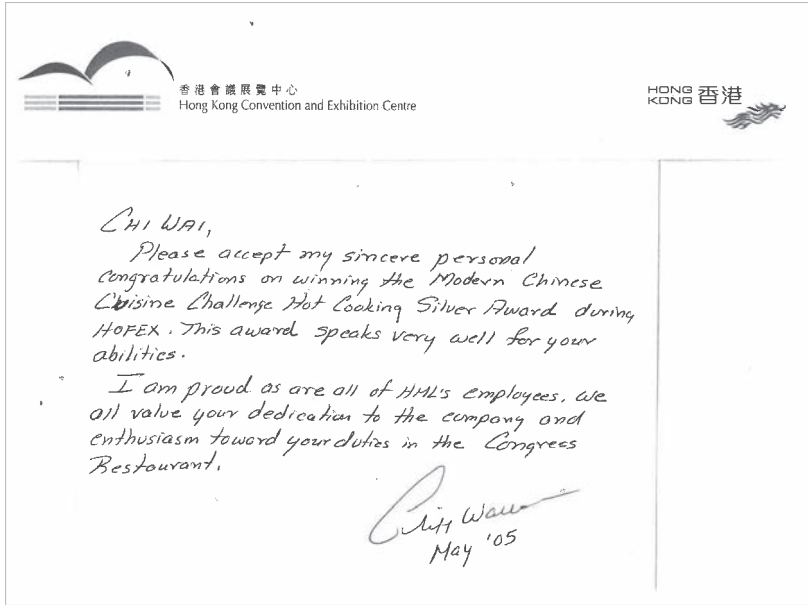 香港會議展覽中心
Hong Kong Convention and Exhibition Centre
HONG
KONG 香港
CHI WAI,
Please accept my sincere personal
congratulations on winning the Modern Chinese
Cuisine Challenge Hot Cooking Silver Award during
HOFEX. This award speaks very well for your
abilities.
I am proud as are all of HML's employees. We
all value your dedication to the company and
enthusiasm toward your duties in the Congress
Restaurant.
Cliff
May '05